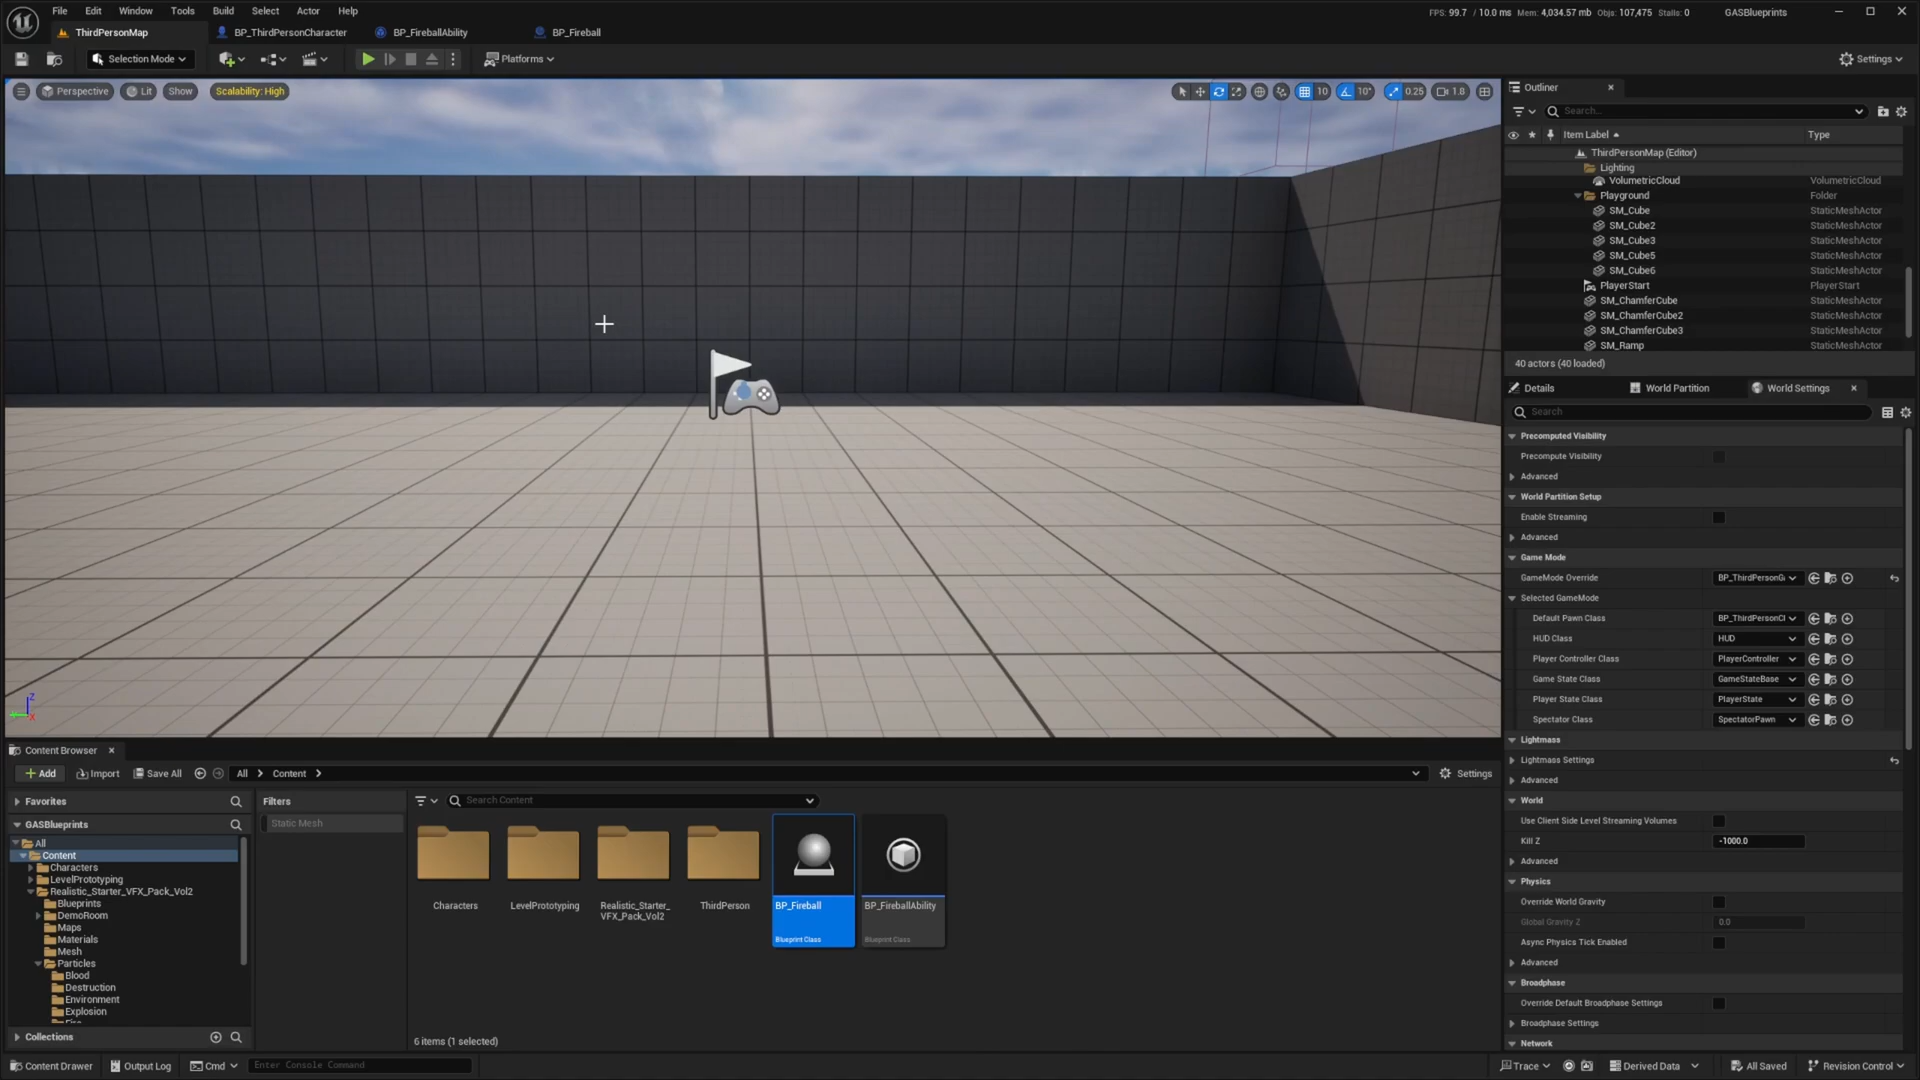 File Edit Window Tools Build Select Actor Help
FPS: 99.7 / 10.0 ms Mem: 4,034.57 mb Objs: 107,475 Stalls: 0 GASBlueprints
ThirdPersonMap BP_ThirdPersonCharacter BP_FireballAbility BP_Fireball
Selection Mode Platforms Settings
Perspective Lit Show Scalability: High 10 10° 0.25 1.8
Outliner
Search...
Item Label Type
ThirdPersonMap (Editor)
Lighting
VolumetricCloud VolumetricCloud
Playground Folder
SM_Cube StaticMeshActor
SM_Cube2 StaticMeshActor
SM_Cube3 StaticMeshActor
SM_Cube5 StaticMeshActor
SM_Cube6 StaticMeshActor
PlayerStart PlayerStart
SM_ChamferCube StaticMeshActor
SM_ChamferCube2 StaticMeshActor
SM_ChamferCube3 StaticMeshActor
SM_Ramp StaticMeshActor
40 actors (40 loaded)
Details World Partition World Settings
Search
Precomputed Visibility
Precompute Visibility
Advanced
World Partition Setup
Enable Streaming
Advanced
Game Mode
GameMode Override BP_ThirdPersonG
Selected GameMode
Default Pawn Class BP_ThirdPersonCl
HUD Class HUD
Player Controller Class PlayerController
Game State Class GameStateBase
Player State Class PlayerState
Spectator Class SpectatorPawn
Lightmass
Lightmass Settings
Advanced
World
Use Client Side Level Streaming Volumes
Kill Z -1000.0
Advanced
Physics
Override World Gravity
Global Gravity Z 0.0
Async Physics Tick Enabled
Advanced
Broadphase
Override Default Broadphase Settings
Broadphase Settings
Network
z
x
Content Browser
Add Import Save All All Content Settings
Favorites
GASBlueprints
All
Content
Characters
LevelPrototyping
Realistic_Starter_VFX_Pack_Vol2
Blueprints
DemoRoom
Maps
Materials
Mesh
Particles
Blood
Destruction
Environment
Explosion
Collections
Filters
Static Mesh
Search Content
Characters LevelPrototyping Realistic_Starter_ ThirdPerson BP_Fireball BP_FireballAbility
VFX_Pack_Vol2
Blueprint Class Blueprint Class
6 items (1 selected)
Content Drawer Output Log Cmd Enter Console Command
Trace Derived Data All Saved Revision Control